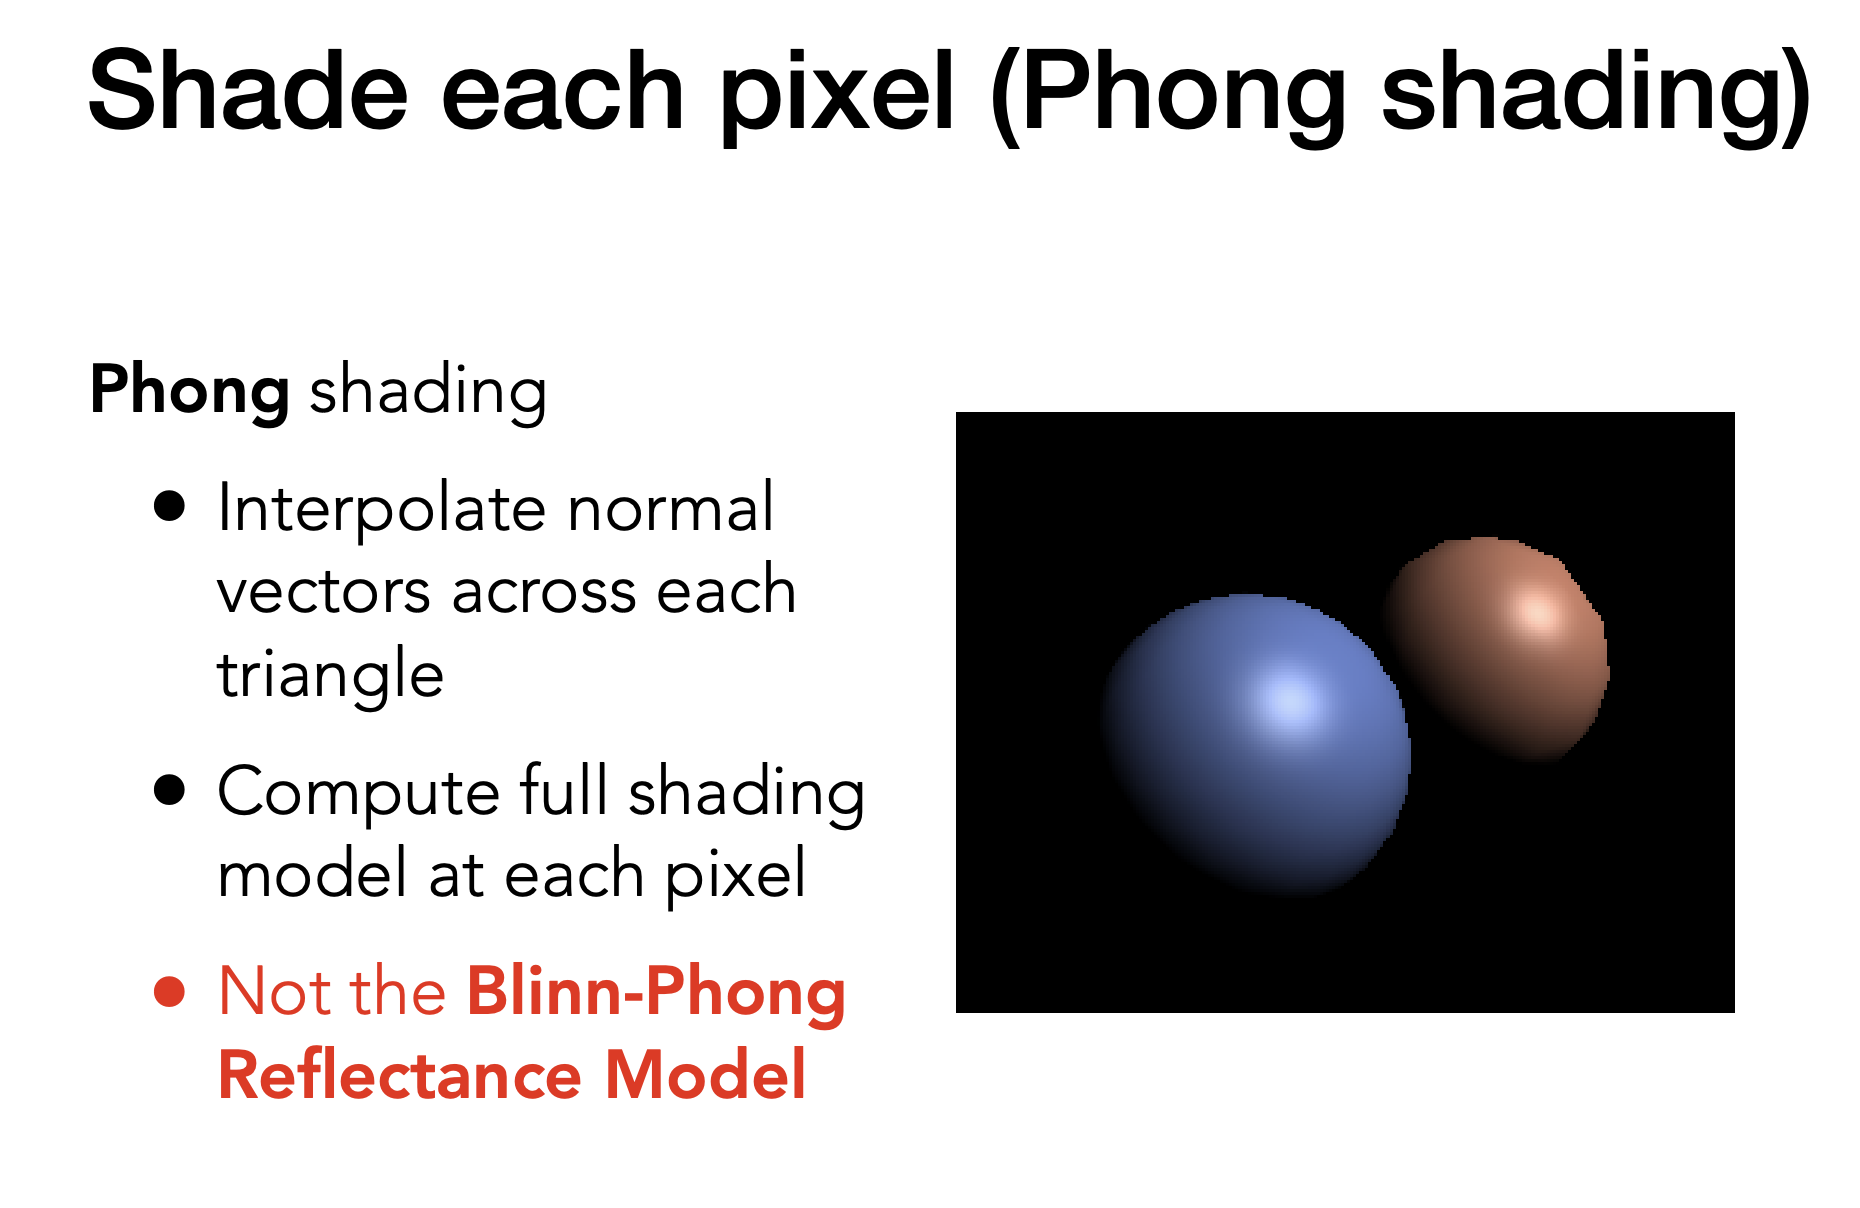 Shade each pixel (Phong shading)
Phong shading
• Interpolate normal
vectors across each
triangle
• Compute full shading
model at each pixel
• Not the Blinn-Phong
Reflectance Model